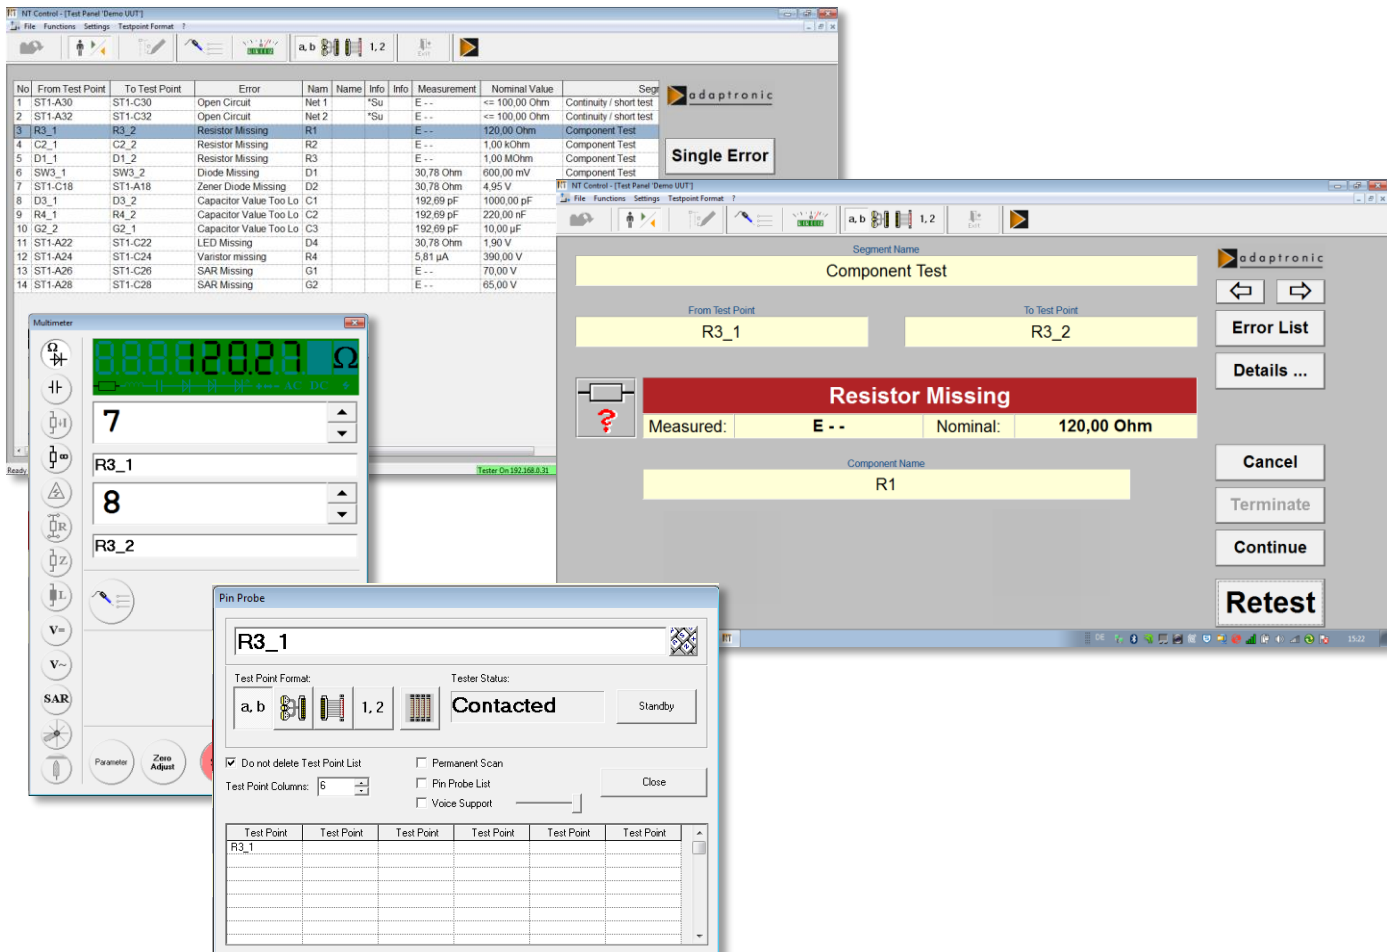 NT Control - [Test Panel 'Demo UUT']
File Functions Settings Testpoint Format ?
a, b 1, 2 Exit
No From Test Point To Test Point Error Nam Name Info Info Measurement Nominal Value Segr
1 ST1-A30 ST1-C30 Open Circuit Net 1 *Su E - - <= 100,00 Ohm Continuity / short test
2 ST1-A32 ST1-C32 Open Circuit Net 2 *Su E - - <= 100,00 Ohm Continuity / short test
3 R3_1 R3_2 Resistor Missing R1 E - - 120,00 Ohm Component Test
4 C2_1 C2_2 Resistor Missing R2 E - - 1,00 kOhm Component Test
5 D1_1 D1_2 Resistor Missing R3 E - - 1,00 MOhm Component Test
6 SW3_1 SW3_2 Diode Missing D1 30,78 Ohm 600,00 mV Component Test
7 ST1-C18 ST1-A18 Zener Diode Missing D2 30,78 Ohm 4,95 V
8 D3_1 D3_2 Capacitor Value Too Lo C1 192,69 pF 1000,00 pF
9 R4_1 R4_2 Capacitor Value Too Lo C2 192,69 pF 220,00 nF
10 G2_2 G2_1 Capacitor Value Too Lo C3 192,69 pF 10,00 µF
11 ST1-A22 ST1-C22 LED Missing D4 30,78 Ohm 1,90 V
12 ST1-A24 ST1-C24 Varistor missing R4 5,81 µA 390,00 V
13 ST1-A26 ST1-C26 SAR Missing G1 E - - 70,00 V
14 ST1-A28 ST1-C28 SAR Missing G2 E - - 65,00 V
adaptronic
Single Error
Ready
Tester On 192.168.0.31
NT Control - [Test Panel 'Demo UUT']
File Functions Settings Testpoint Format ?
a, b 1, 2 Exit
Segment Name
Component Test
From Test Point To Test Point
R3_1 R3_2
Resistor Missing
Measured: E - - Nominal: 120,00 Ohm
Component Name
R1
adaptronic
Error List
Details ...
Cancel
Terminate
Continue
Retest
DE 15:22
Multimeter
120.27 Ω
AC DC
7
R3_1
8
R3_2
Ω
R
Z
L
V=
V~
SAR
Parameter
Zero
Adjust
Pin Probe
R3_1
Test Point Format: Tester Status:
a, b 1, 2 Contacted Standby
Do not delete Test Point List Permanent Scan
Test Point Columns: 6 Pin Probe List Close
Voice Support
Test Point Test Point Test Point Test Point Test Point Test Point
R3_1